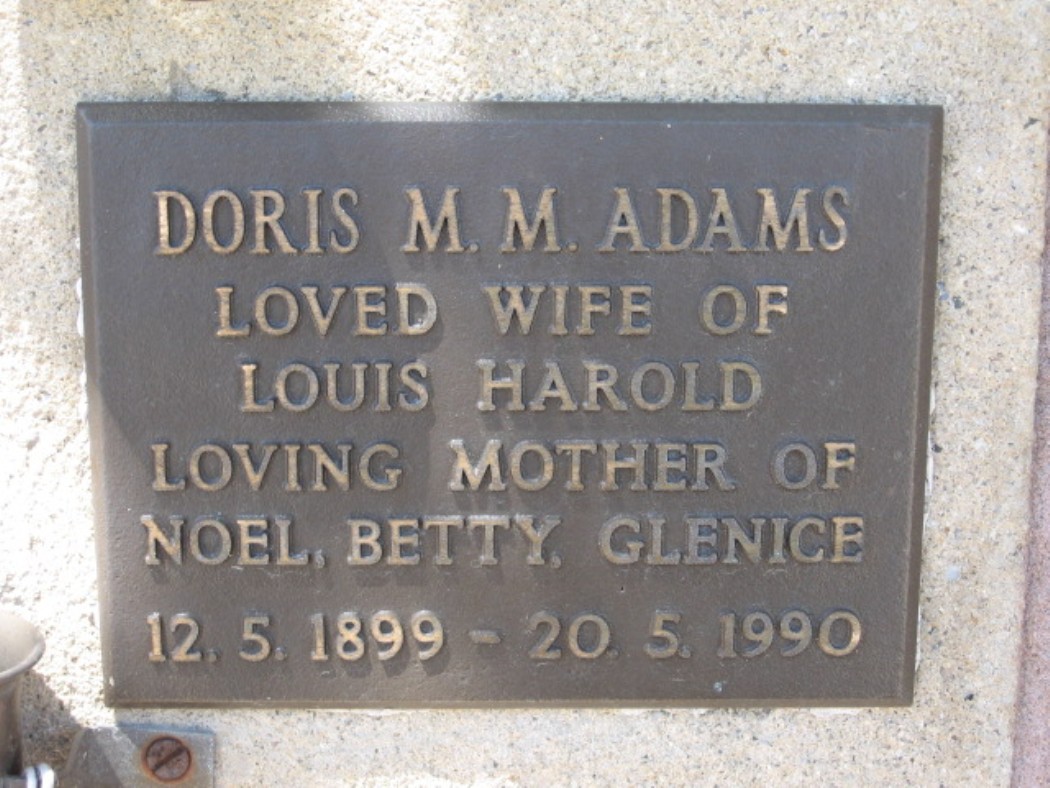 DORIS M. M. ADAMS
LOVED WIFE OF
LOUIS HAROLD
LOVING MOTHER OF
NOEL, BETTY, GLENICE
12. 5. 1899 - 20. 5. 1990